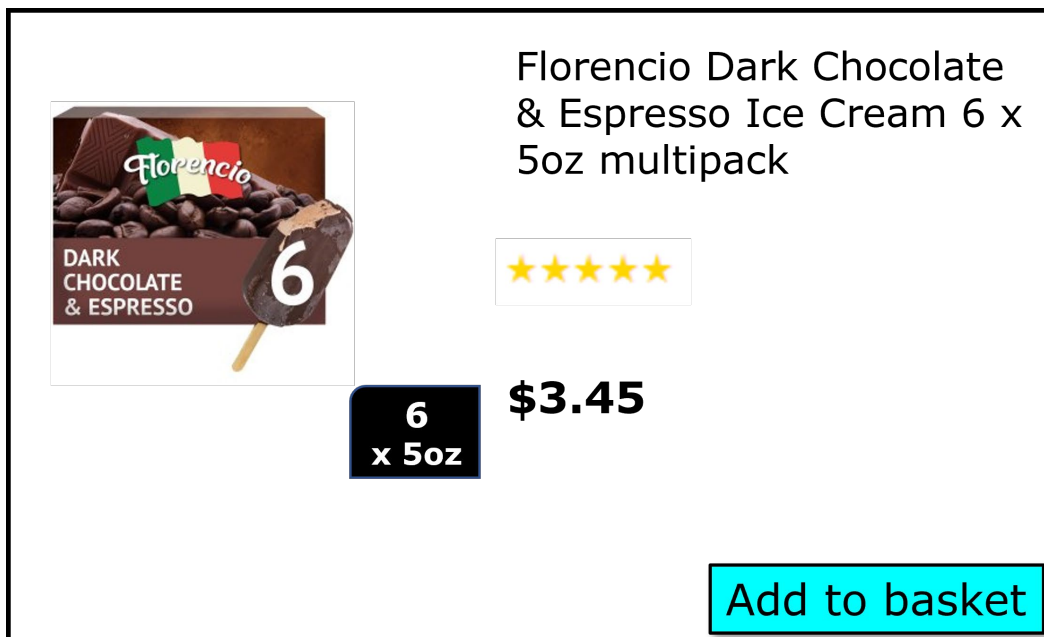 Florencio Dark Chocolate
& Espresso Ice Cream 6 x
5oz multipack
Florencio
DARK
CHOCOLATE
& ESPRESSO
6
6
x 5oz
$3.45
Add to basket